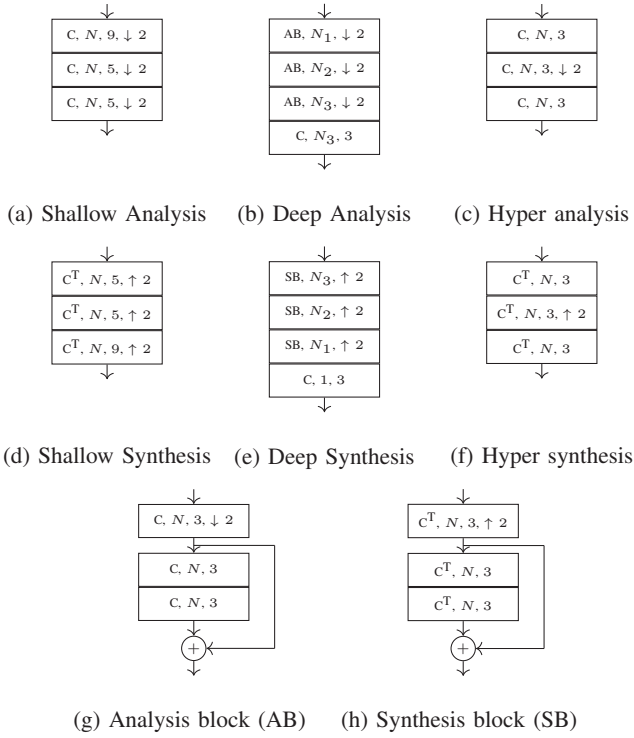 C, N, 9, ↓ 2
C, N, 5, ↓ 2
C, N, 5, ↓ 2
(a) Shallow Analysis
AB, N₁, ↓ 2
AB, N₂, ↓ 2
AB, N₃, ↓ 2
C, N₃, 3
(b) Deep Analysis
C, N, 3
C, N, 3, ↓ 2
C, N, 3
(c) Hyper analysis
Cᵀ, N, 5, ↑ 2
Cᵀ, N, 5, ↑ 2
Cᵀ, N, 9, ↑ 2
(d) Shallow Synthesis
SB, N₃, ↑ 2
SB, N₂, ↑ 2
SB, N₁, ↑ 2
C, 1, 3
(e) Deep Synthesis
Cᵀ, N, 3
Cᵀ, N, 3, ↑ 2
Cᵀ, N, 3
(f) Hyper synthesis
C, N, 3, ↓ 2
C, N, 3
C, N, 3
+
(g) Analysis block (AB)
Cᵀ, N, 3, ↑ 2
Cᵀ, N, 3
Cᵀ, N, 3
+
(h) Synthesis block (SB)